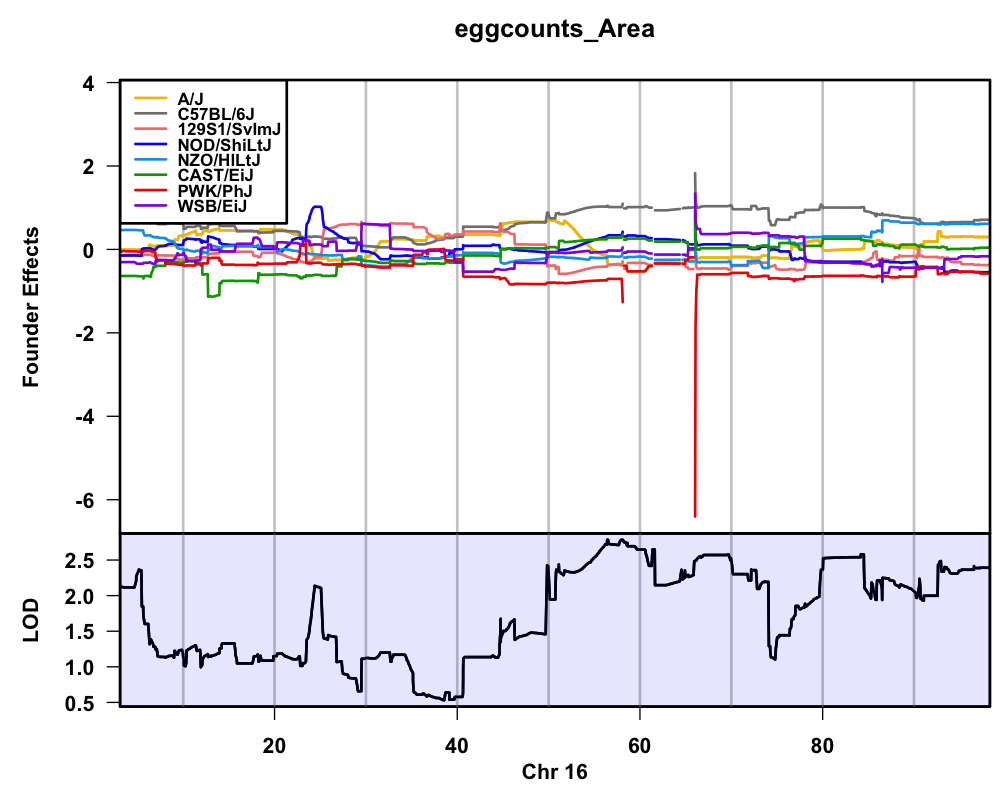 eggcounts_Area
4
2
0
-2
-4
-6
Founder Effects
A/J
C57BL/6J
129S1/SvImJ
NOD/ShiLtJ
NZO/HILtJ
CAST/EiJ
PWK/PhJ
WSB/EiJ
2.5
2.0
1.5
1.0
0.5
LOD
20 40 60 80
Chr 16